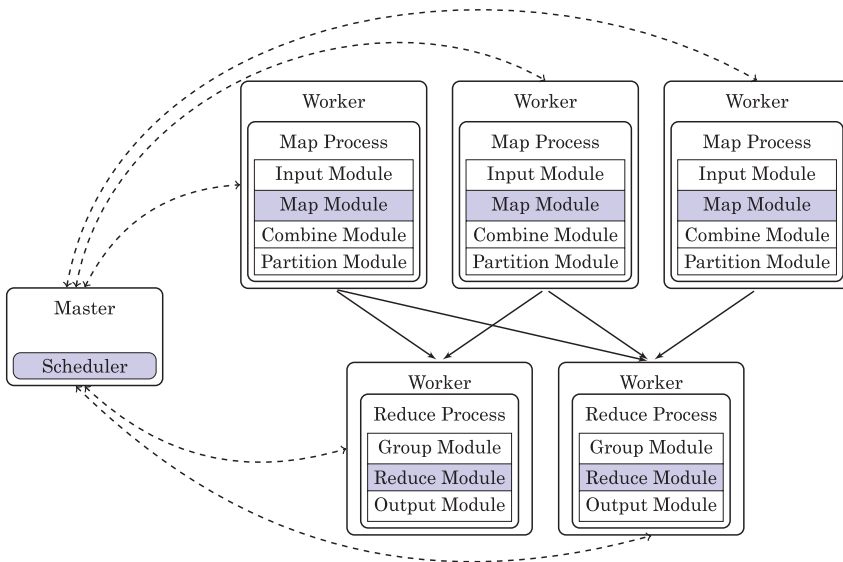 Worker
Map Process
Input Module
Map Module
Combine Module
Partition Module
Worker
Map Process
Input Module
Map Module
Combine Module
Partition Module
Worker
Map Process
Input Module
Map Module
Combine Module
Partition Module
Master
Scheduler
Worker
Reduce Process
Group Module
Reduce Module
Output Module
Worker
Reduce Process
Group Module
Reduce Module
Output Module